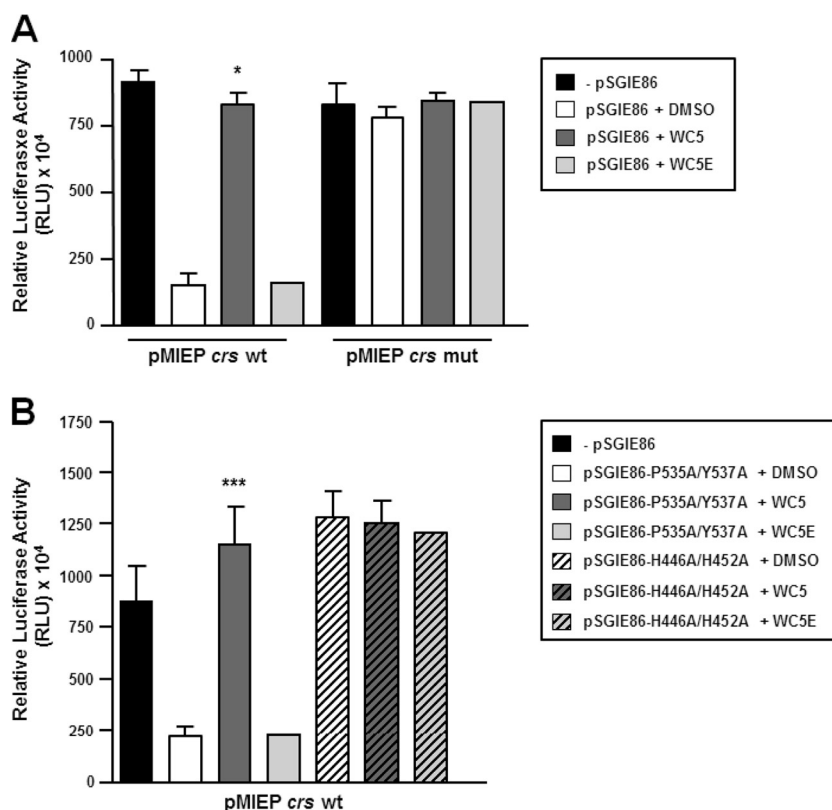 A
Relative Luciferasxe Activity
(RLU) x 10⁴
1000
750
500
250
0
*
pMIEP crs wt
pMIEP crs mut
- pSGIE86
pSGIE86 + DMSO
pSGIE86 + WC5
pSGIE86 + WC5E
B
Relative Luciferase Activity
(RLU) x 10⁴
1750
1500
1250
1000
750
500
250
0
***
pMIEP crs wt
- pSGIE86
pSGIE86-P535A/Y537A + DMSO
pSGIE86-P535A/Y537A + WC5
pSGIE86-P535A/Y537A + WC5E
pSGIE86-H446A/H452A + DMSO
pSGIE86-H446A/H452A + WC5
pSGIE86-H446A/H452A + WC5E